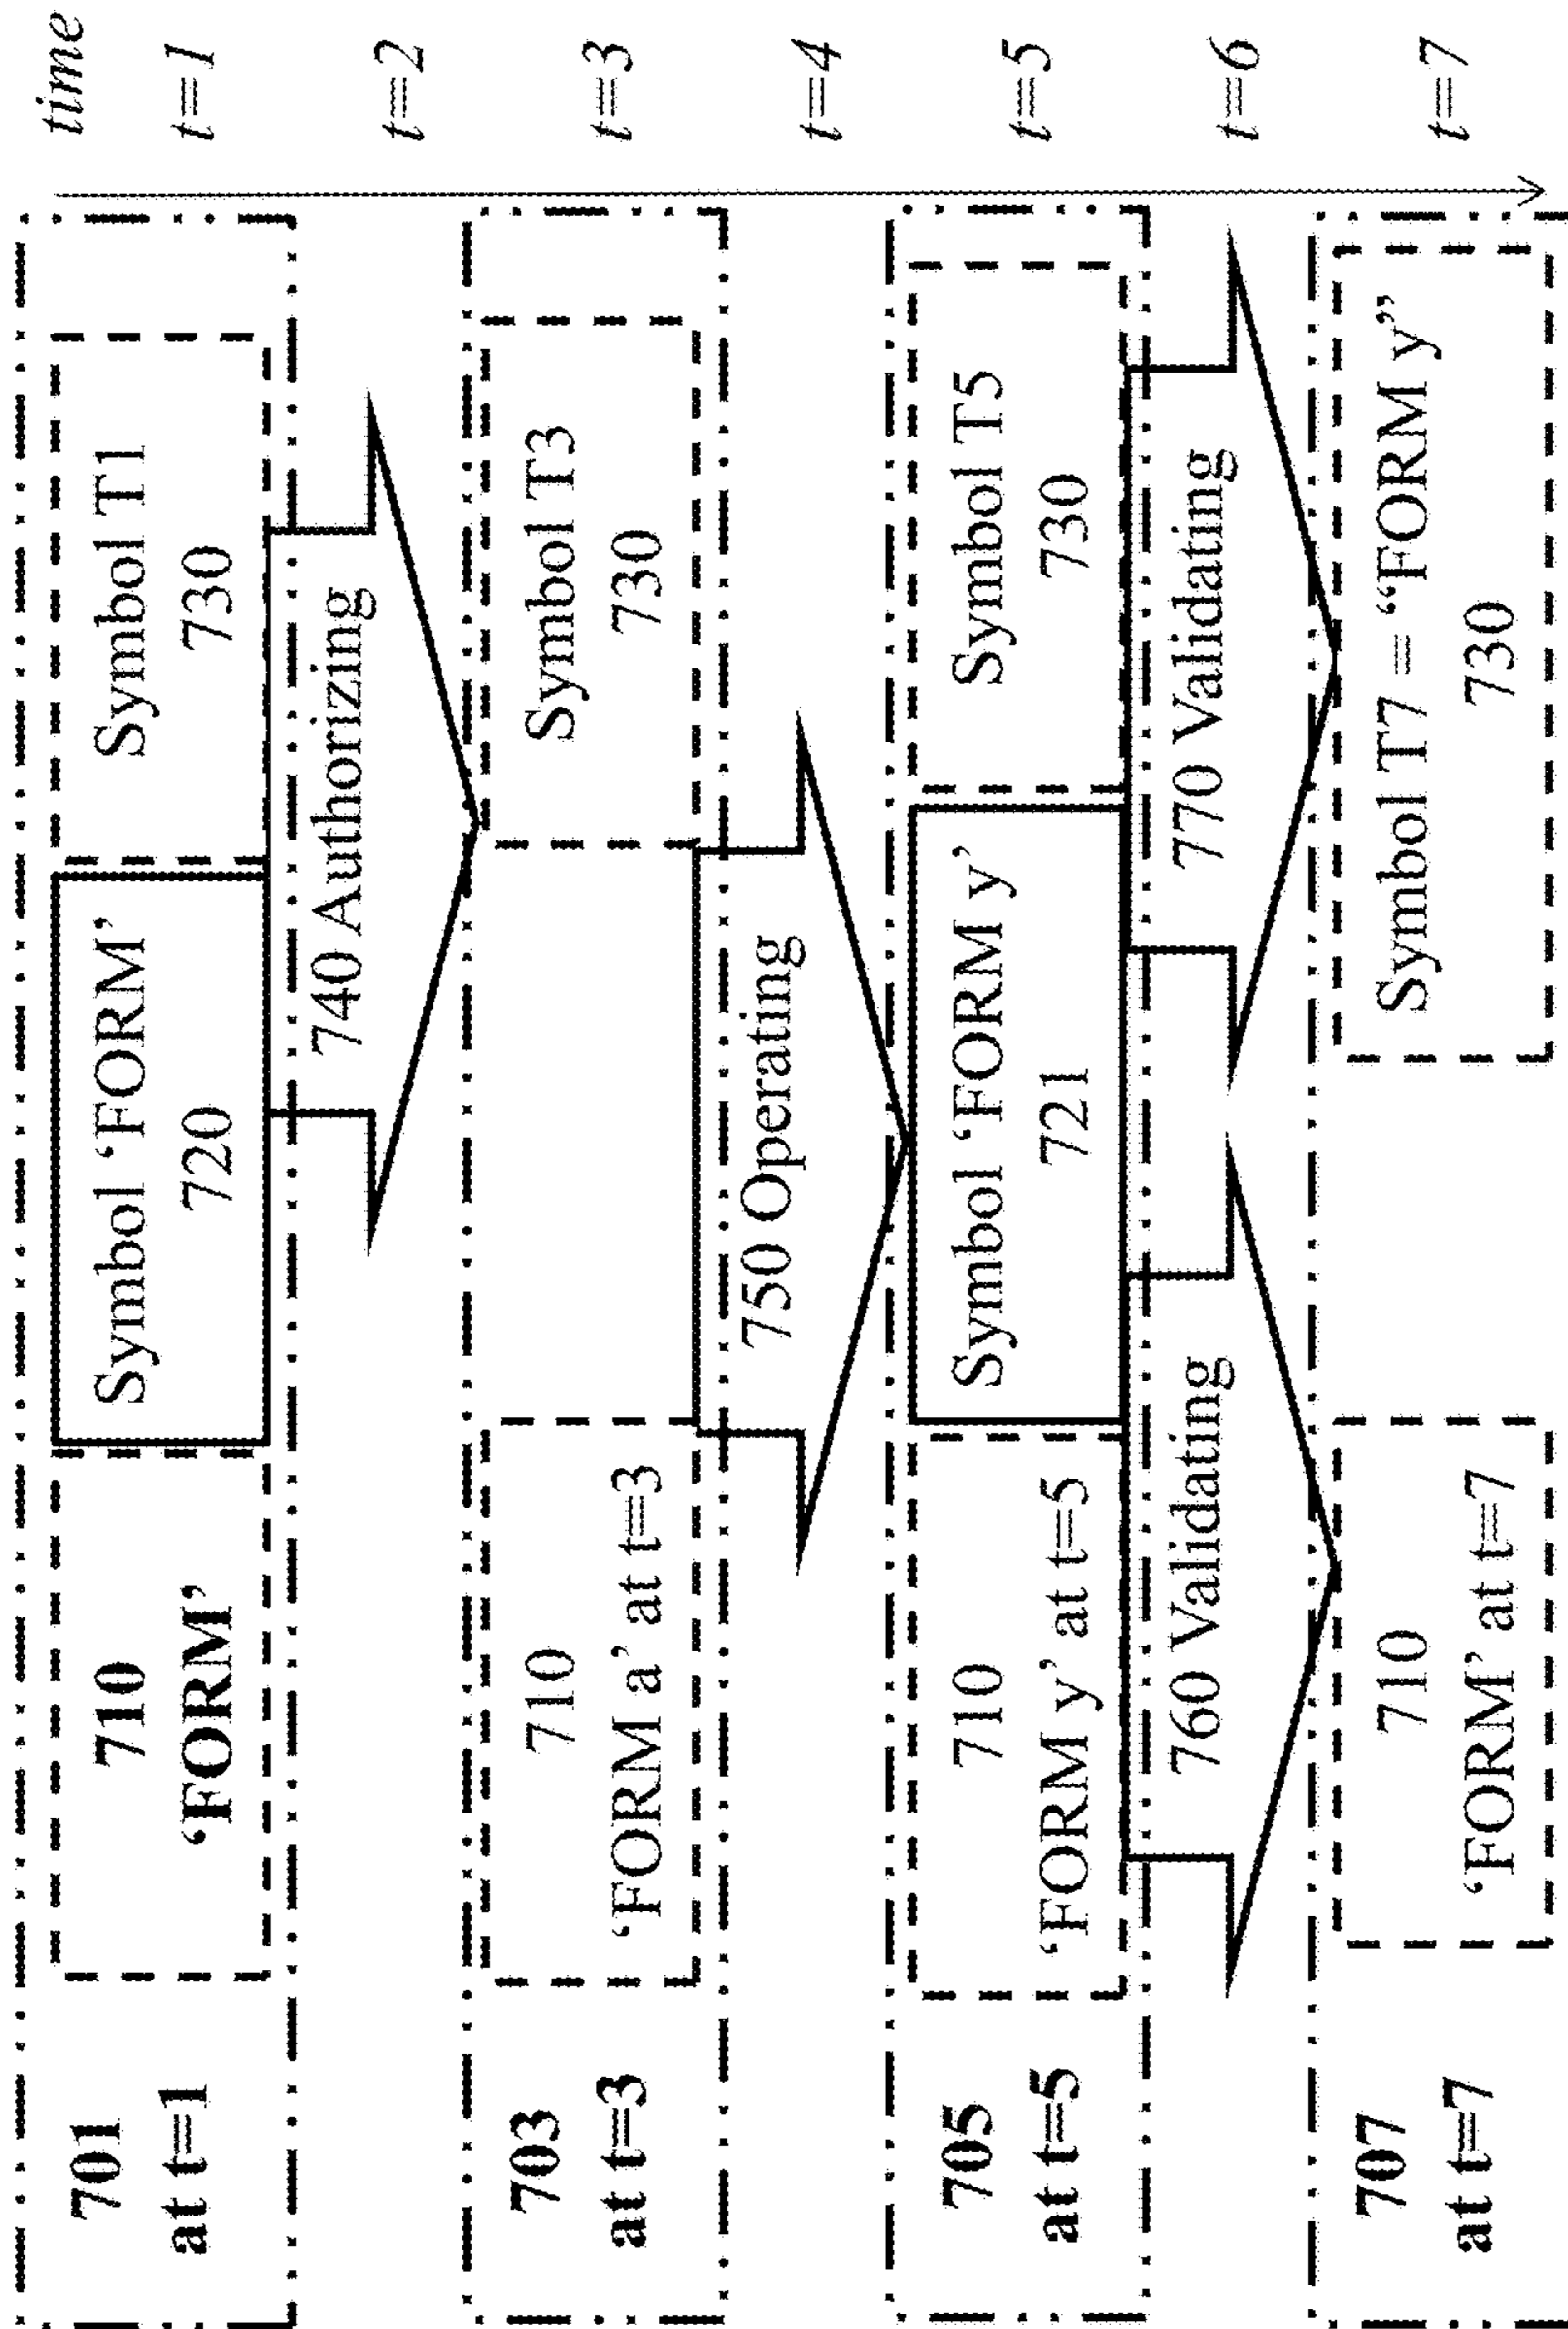 time
701
at t=1
710
‘FORM’
Symbol ‘FORM’
720
Symbol T1
730
t=1
740 Authorizing
t=2
703
at t=3
710
‘FORM a’ at t=3
Symbol T3
730
t=3
750 Operating
t=4
705
at t=5
710
‘FORM y’ at t=5
Symbol ‘FORM y’
721
Symbol T5
730
t=5
760 Validating
770 Validating
t=6
707
at t=7
710
‘FORM’ at t=7
Symbol T7 = “FORM y”
730
t=7